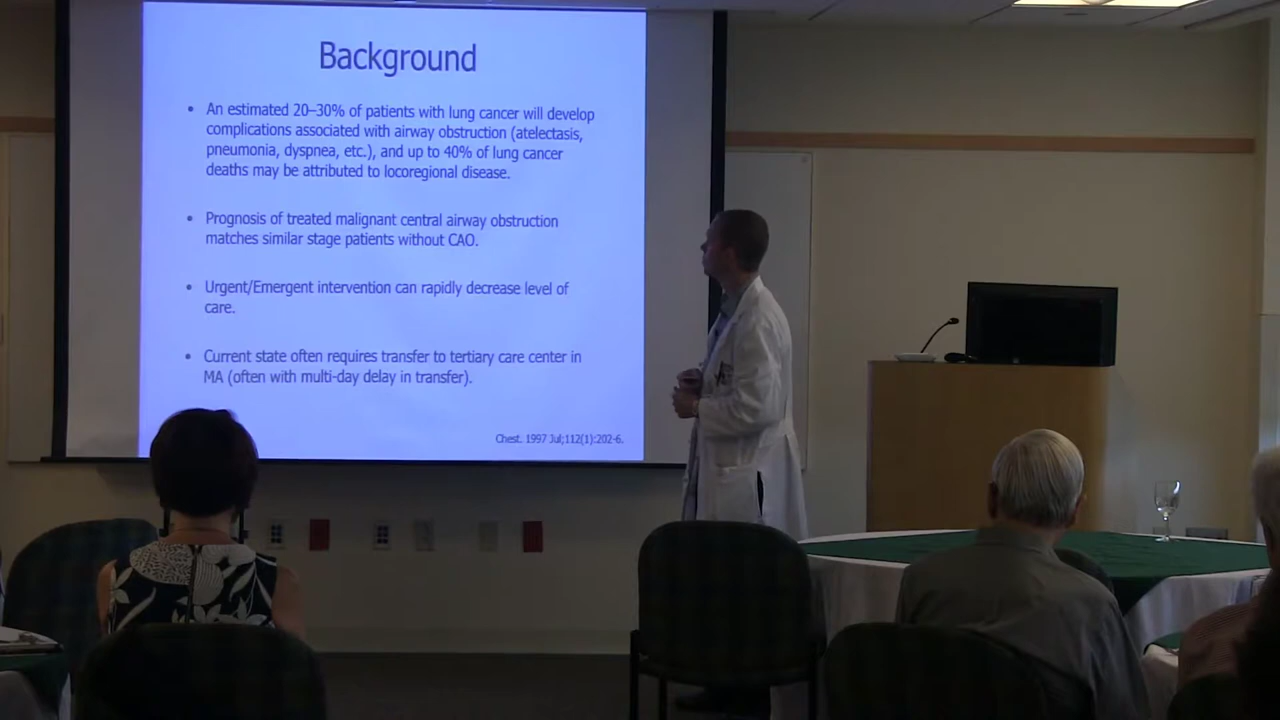 Background
• An estimated 20–30% of patients with lung cancer will develop
complications associated with airway obstruction (atelectasis,
pneumonia, dyspnea, etc.), and up to 40% of lung cancer
deaths may be attributed to locoregional disease.
• Prognosis of treated malignant central airway obstruction
matches similar stage patients without CAO.
• Urgent/Emergent intervention can rapidly decrease level of
care.
• Current state often requires transfer to tertiary care center in
MA (often with multi-day delay in transfer).
Chest. 1997 Jul;112(1):202-6.